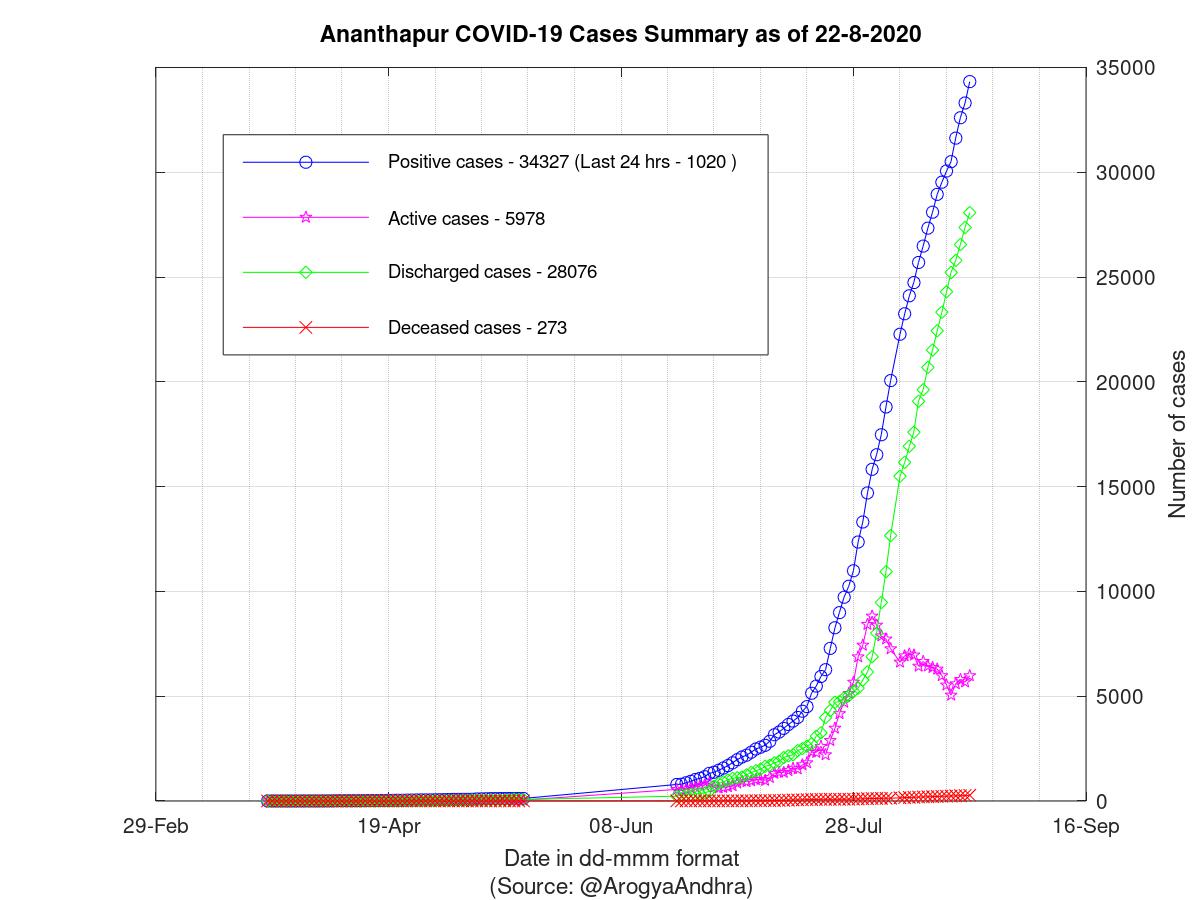 Ananthapur COVID-19 Cases Summary as of 22-8-2020
35000
30000
25000
20000
15000
10000
5000
0
Number of cases
Positive cases - 34327 (Last 24 hrs - 1020 )
Active cases - 5978
Discharged cases - 28076
Deceased cases - 273
29-Feb 19-Apr 08-Jun 28-Jul 16-Sep
Date in dd-mmm format
(Source: @ArogyaAndhra)